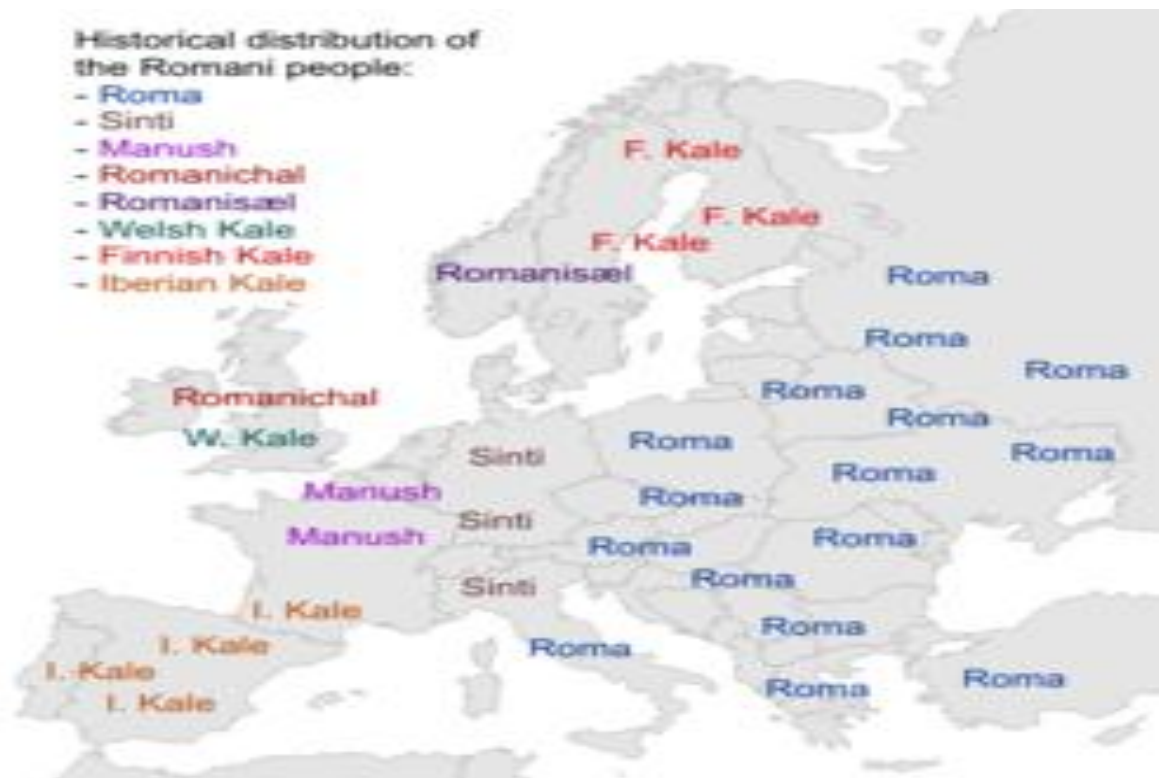 Historical distribution of
the Romani people:
- Roma
- Sinti
- Manush
- Romanichal
- Romanisæl
- Welsh Kale
- Finnish Kale
- Iberian Kale
F. Kale
F. Kale
F. Kale
Romanisæl
Roma
Roma
Roma
Roma
Romanichal
Roma
W. Kale
Roma
Roma
Sinti
Roma
Manush
Roma
Sinti
Manush
Roma
Roma
Roma
Sinti
I. Kale
Roma
I. Kale
Roma
I. Kale
Roma
Roma
I. Kale